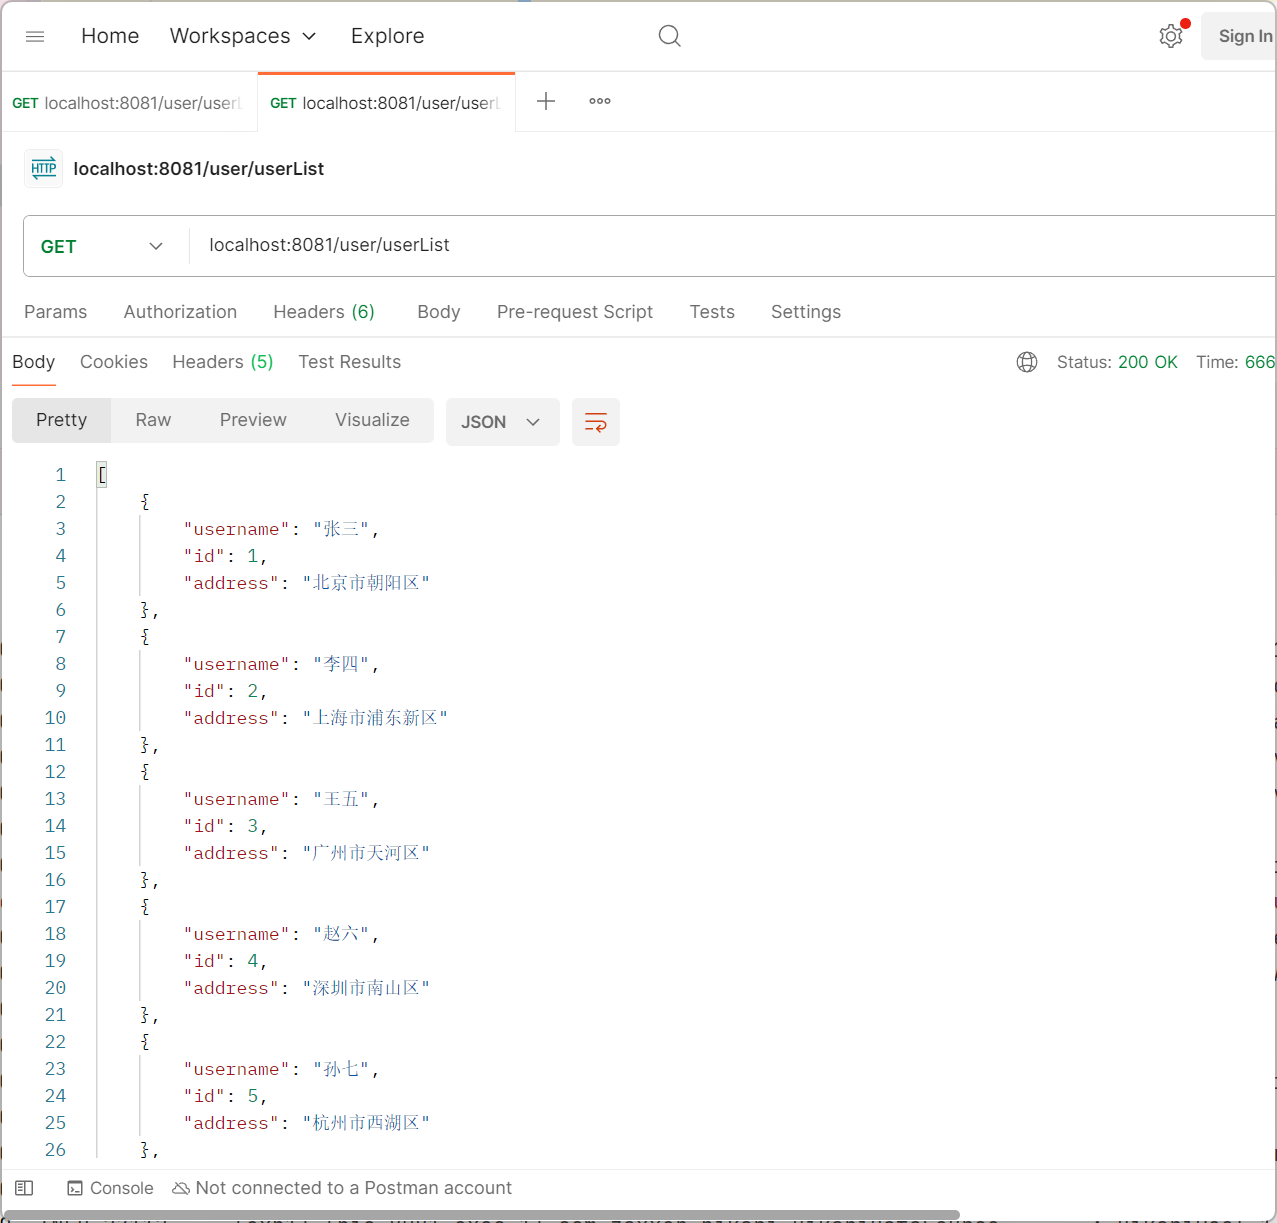 Home Workspaces Explore Sign In
GET localhost:8081/user/userL GET localhost:8081/user/userL
HTTP localhost:8081/user/userList
GET localhost:8081/user/userList
Params Authorization Headers (6) Body Pre-request Script Tests Settings
Body Cookies Headers (5) Test Results Status: 200 OK Time: 666
Pretty Raw Preview Visualize JSON
1 [
2 {
3 "username": "张三",
4 "id": 1,
5 "address": "北京市朝阳区"
6 },
7 {
8 "username": "李四",
9 "id": 2,
10 "address": "上海市浦东新区"
11 },
12 {
13 "username": "王五",
14 "id": 3,
15 "address": "广州市天河区"
16 },
17 {
18 "username": "赵六",
19 "id": 4,
20 "address": "深圳市南山区"
21 },
22 {
23 "username": "孙七",
24 "id": 5,
25 "address": "杭州市西湖区"
26 },
Console Not connected to a Postman account